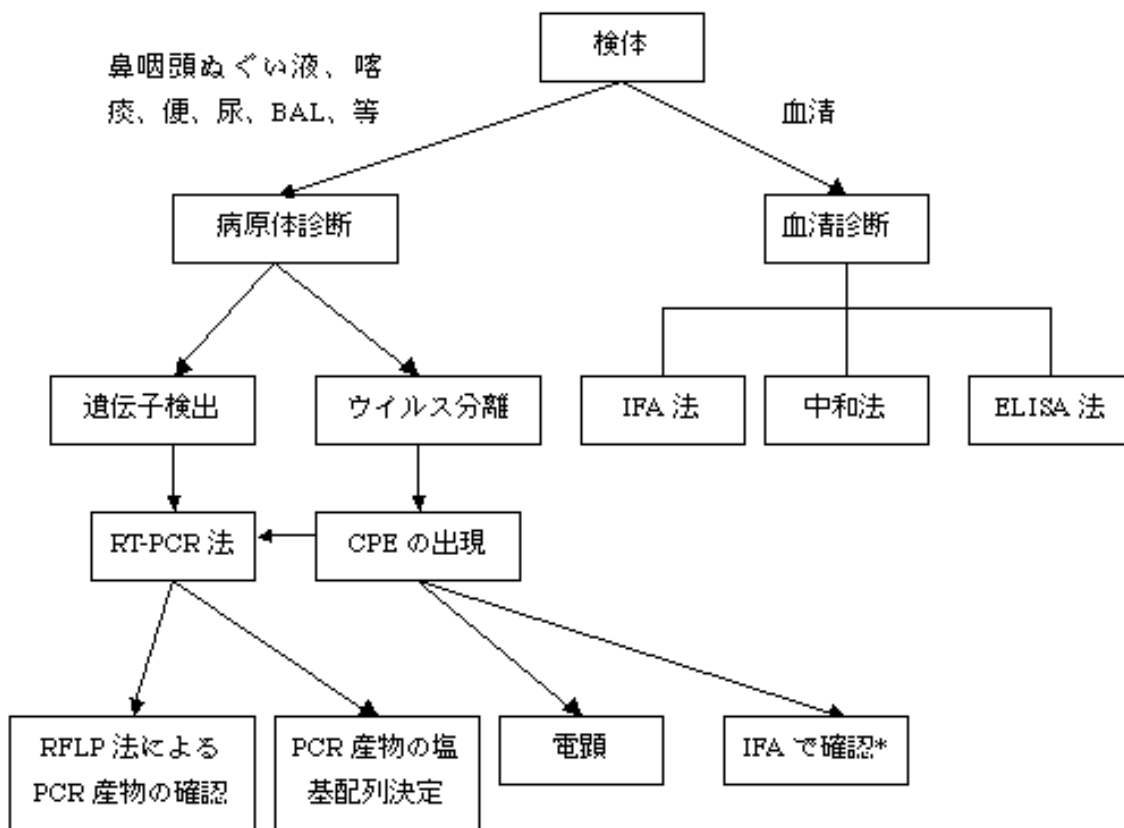 検体
鼻咽頭ぬぐい液、喀
痰、便、尿、BAL、等
血清
病原体診断
血清診断
遺伝子検出
ウイルス分離
IFA 法
中和法
ELISA 法
RT-PCR 法
CPE の出現
RFLP 法による
PCR 産物の確認
PCR 産物の塩
基配列決定
電顕
IFA で確認*